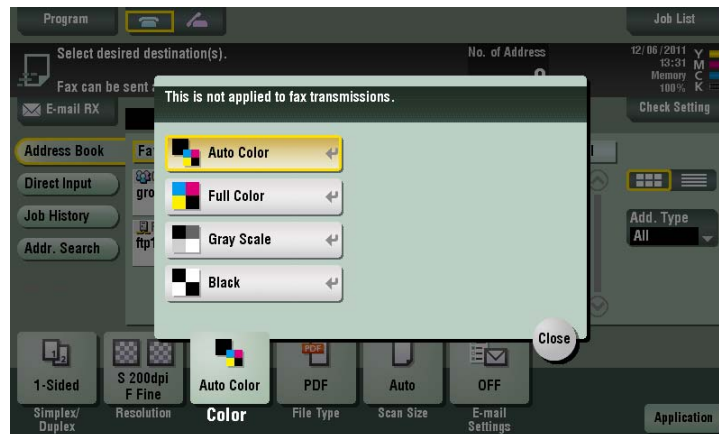 Program
Job List
Select desired destination(s).
No. of Address
12/06/2011
13:31
Memory
100%
Y
M
C
K
Fax can be sent
E-mail RX
Check Setting
This is not applied to fax transmissions.
Address Book
Direct Input
Job History
Addr. Search
Fa
gro
ftp1
Auto Color
Full Color
Gray Scale
Black
Add. Type
All
Close
1-Sided
S 200dpi
F Fine
Auto Color
PDF
PDF
Auto
OFF
Simplex/
Duplex
Resolution
Color
File Type
Scan Size
E-mail
Settings
Application